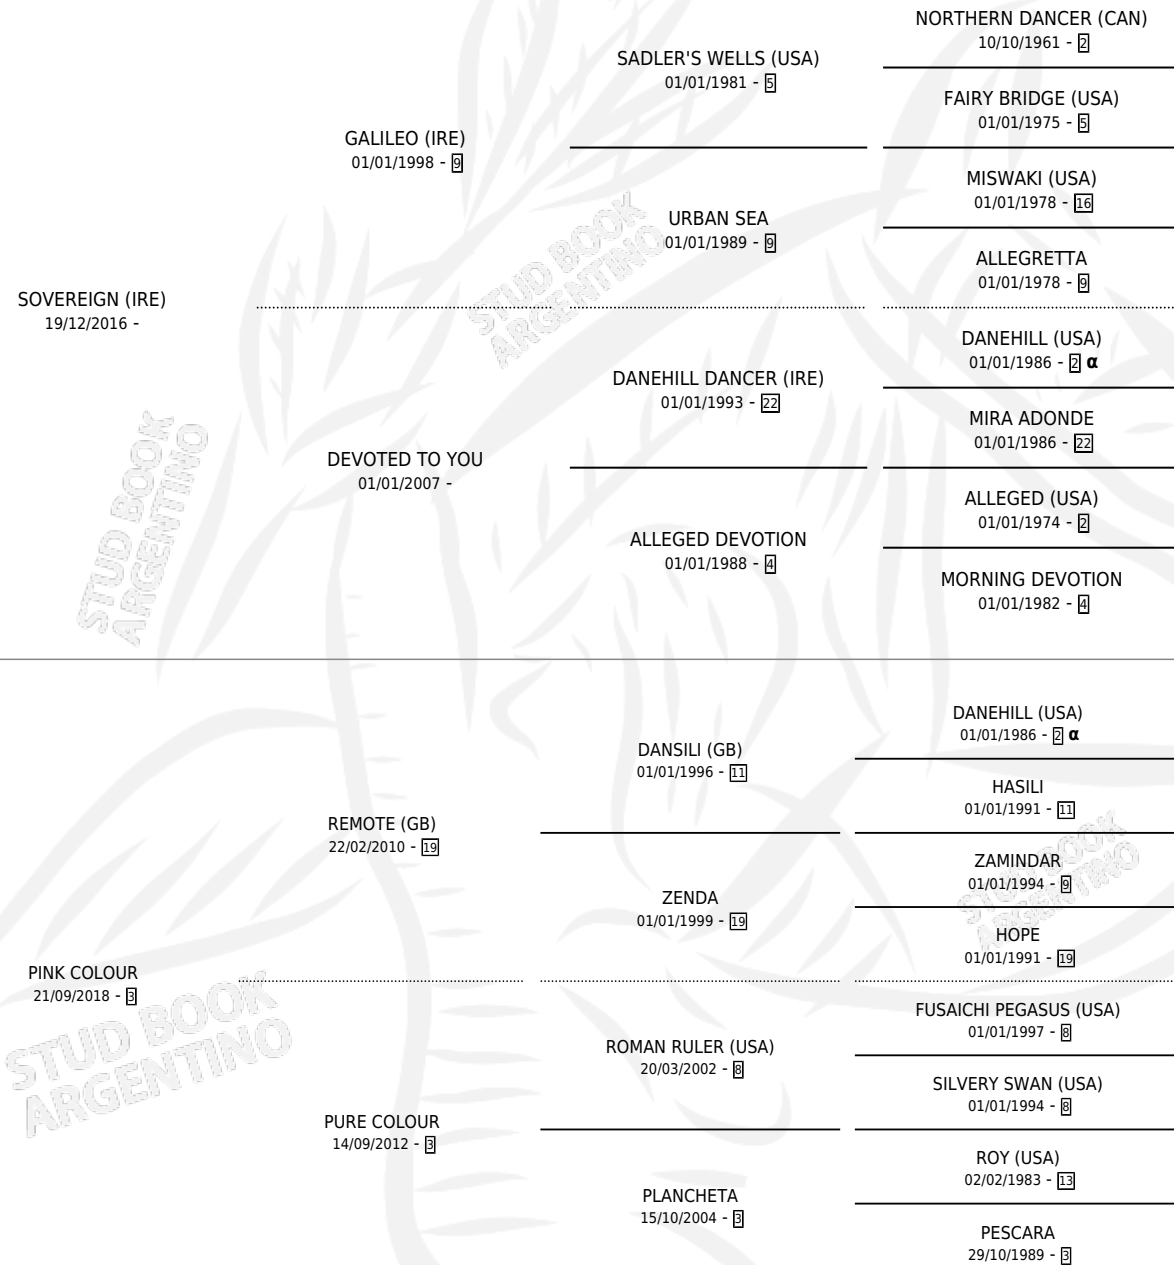 NORTHERN DANCER (CAN)
10/10/1961 - 2
SADLER'S WELLS (USA)
01/01/1981 - 5
FAIRY BRIDGE (USA)
01/01/1975 - 5
GALILEO (IRE)
01/01/1998 - 9
MISWAKI (USA)
01/01/1978 - 16
URBAN SEA
01/01/1989 - 9
ALLEGRETTA
01/01/1978 - 9
SOVEREIGN (IRE)
19/12/2016 -
DANEHILL (USA)
01/01/1986 - 2 α
DANEHILL DANCER (IRE)
01/01/1993 - 22
MIRA ADONDE
01/01/1986 - 22
DEVOTED TO YOU
01/01/2007 -
ALLEGED (USA)
01/01/1974 - 2
ALLEGED DEVOTION
01/01/1988 - 4
MORNING DEVOTION
01/01/1982 - 4
DANEHILL (USA)
01/01/1986 - 2 α
DANSILI (GB)
01/01/1996 - 11
HASILI
01/01/1991 - 11
REMOTE (GB)
22/02/2010 - 19
ZAMINDAR
01/01/1994 - 9
ZENDA
01/01/1999 - 19
HOPE
01/01/1991 - 19
PINK COLOUR
21/09/2018 - 3
FUSAICHI PEGASUS (USA)
01/01/1997 - 8
ROMAN RULER (USA)
20/03/2002 - 8
SILVERY SWAN (USA)
01/01/1994 - 8
PURE COLOUR
14/09/2012 - 3
ROY (USA)
02/02/1983 - 13
PLANCHETA
15/10/2004 - 3
PESCARA
29/10/1989 - 3
STUD BOOK
ARGENTINO
STUD BOOK
ARGENTINO
STUD BOOK
ARGENTINO
STUD BOOK
ARGENTINO